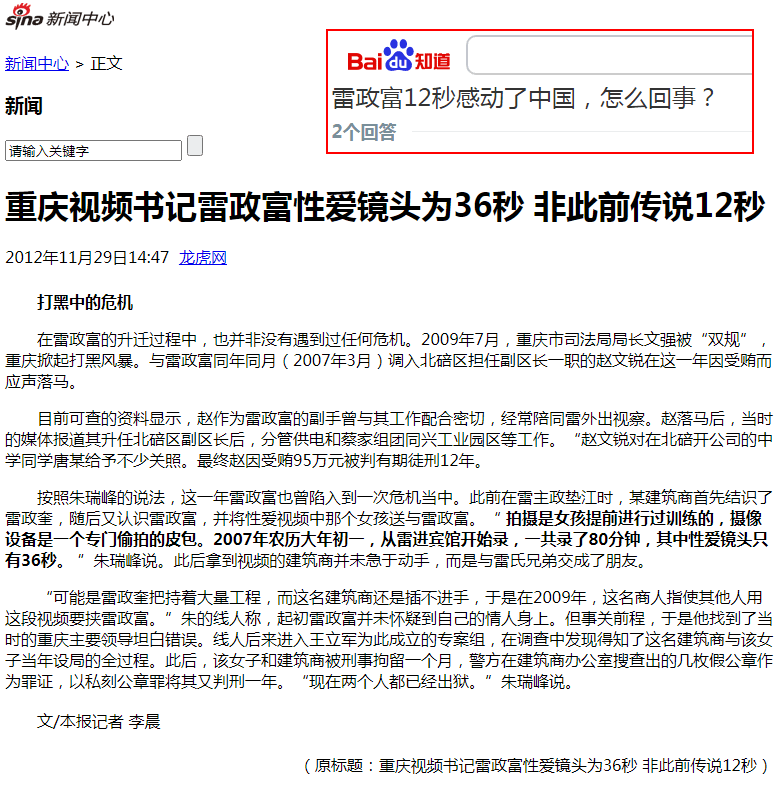 sina 新闻中心
新闻中心 > 正文
Bai du 知道
雷政富12秒感动了中国，怎么回事？
2个回答
新闻
请输入关键字
重庆视频书记雷政富性爱镜头为36秒 非此前传说12秒
2012年11月29日14:47 龙虎网
打黑中的危机
在雷政富的升迁过程中，也并非没有遇到过任何危机。2009年7月，重庆市司法局局长文强被“双规”，
重庆掀起打黑风暴。与雷政富同年同月（2007年3月）调入北碚区担任副区长一职的赵文锐在这一年因受贿而
应声落马。
目前可查的资料显示，赵作为雷政富的副手曾与其工作配合密切，经常陪同雷外出视察。赵落马后，当时
的媒体报道其升任北碚区副区长后，分管供电和蔡家组团同兴工业园区等工作。“赵文锐对在北碚开公司的中
学同学唐某给予不少关照。最终赵因受贿95万元被判有期徒刑12年。
按照朱瑞峰的说法，这一年雷政富也曾陷入到一次危机当中。此前在雷主政垫江时，某建筑商首先结识了
雷政奎，随后又认识雷政富，并将性爱视频中那个女孩送与雷政富。“ 拍摄是女孩提前进行过训练的，摄像
设备是一个专门偷拍的皮包。2007年农历大年初一，从雷进宾馆开始录，一共录了80分钟，其中性爱镜头只
有36秒。”朱瑞峰说。此后拿到视频的建筑商并未急于动手，而是与雷氏兄弟交成了朋友。
“可能是雷政奎把持着大量工程，而这名建筑商还是插不进手，于是在2009年，这名商人指使其他人用
这段视频要挟雷政富。”朱的线人称，起初雷政富并未怀疑到自己的情人身上。但事关前程，于是他找到了当
时的重庆主要领导坦白错误。线人后来进入王立军为此成立的专案组，在调查中发现得知了这名建筑商与该女
子当年设局的全过程。此后，该女子和建筑商被刑事拘留一个月，警方在建筑商办公室搜查出的几枚假公章作
为罪证，以私刻公章罪将其又判刑一年。“现在两个人都已经出狱。”朱瑞峰说。
文/本报记者 李晨
（原标题：重庆视频书记雷政富性爱镜头为36秒 非此前传说12秒）